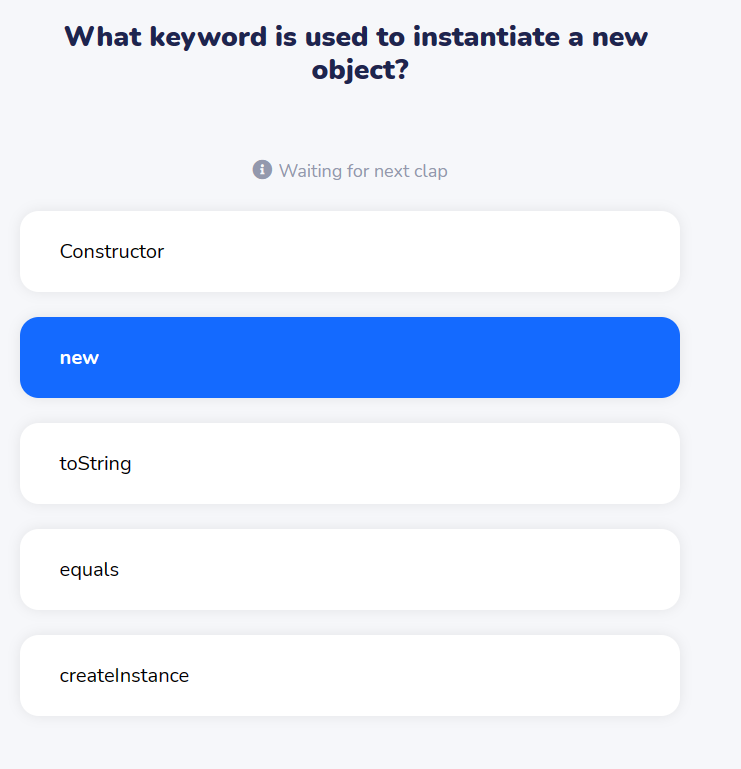 What keyword is used to instantiate a new
object?
Waiting for next clap
Constructor
new
toString
equals
createInstance